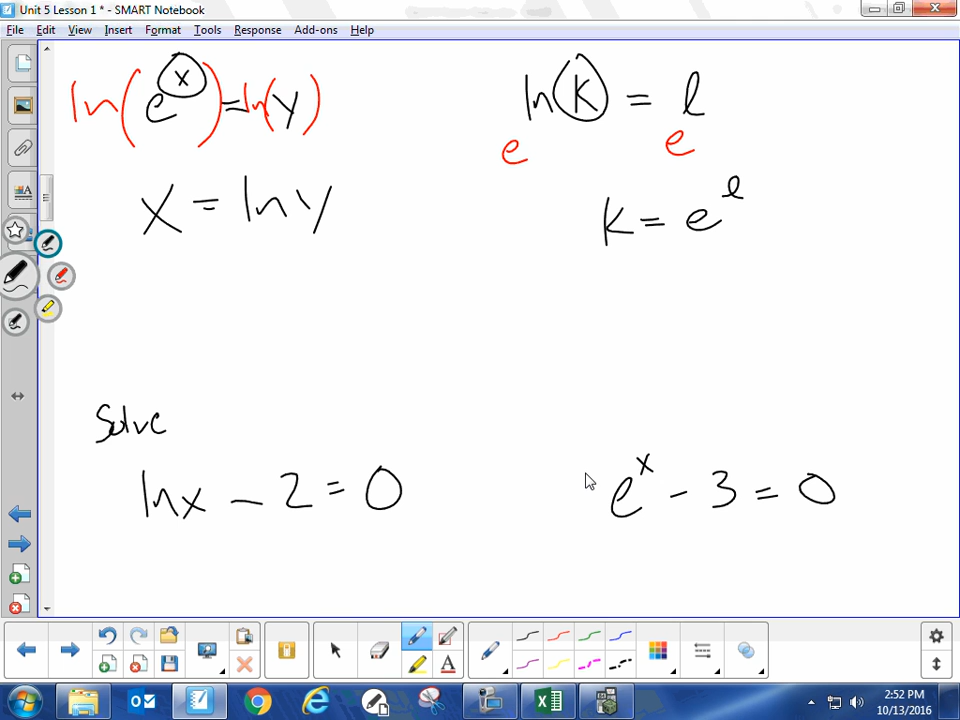 Unit 5 Lesson 1 * - SMART Notebook
File Edit View Insert Format Tools Response Add-ons Help
ln(e^x) = ln(y)
ln(k) = l
e e
x = ln y
k = e^l
Solve
ln x - 2 = 0
e^x - 3 = 0
2:52 PM
10/13/2016